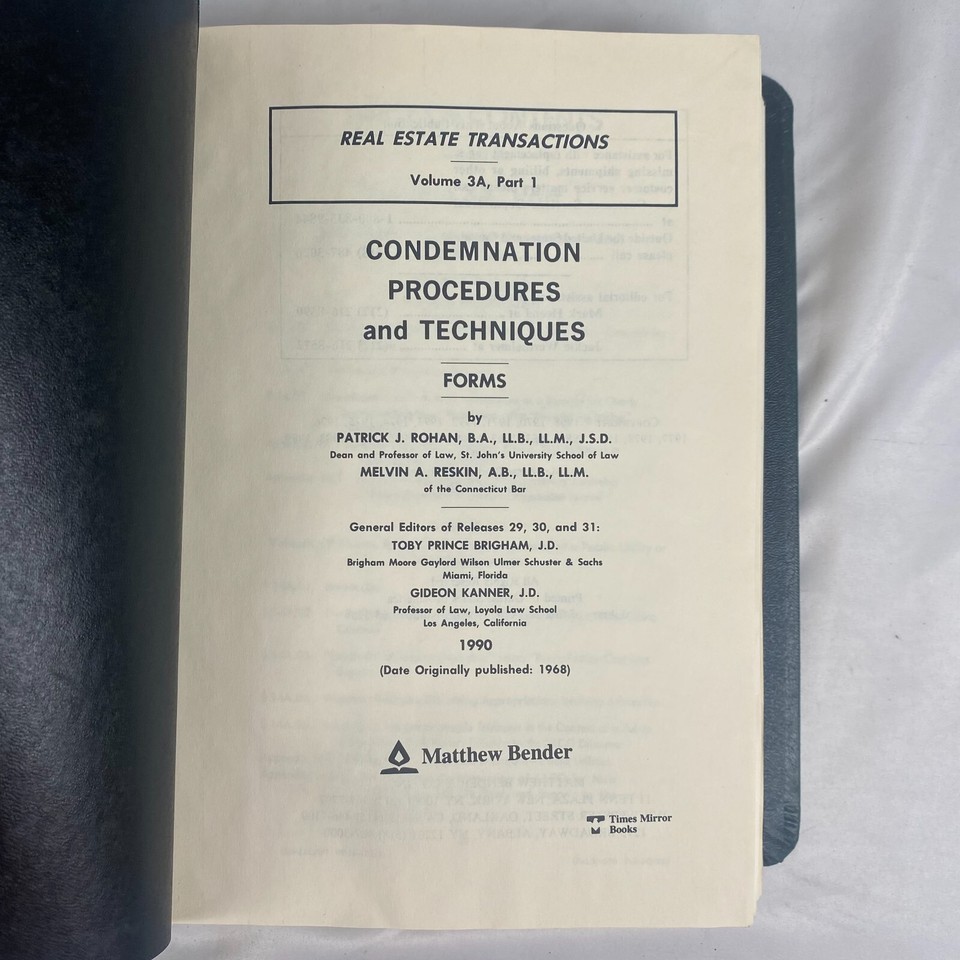 REAL ESTATE TRANSACTIONS
Volume 3A, Part 1
CONDEMNATION
PROCEDURES
and TECHNIQUES
FORMS
by
PATRICK J. ROHAN, B.A., LL.B., LL.M., J.S.D.
Dean and Professor of Law, St. John's University School of Law
MELVIN A. RESKIN, A.B., LL.B., LL.M.
of the Connecticut Bar
General Editors of Releases 29, 30, and 31:
TOBY PRINCE BRIGHAM, J.D.
Brigham Moore Gaylord Wilson Ulmer Schuster & Sachs
Miami, Florida
GIDEON KANNER, J.D.
Professor of Law, Loyola Law School
Los Angeles, California
1990
(Date Originally published: 1968)
Matthew Bender
Times Mirror
Books